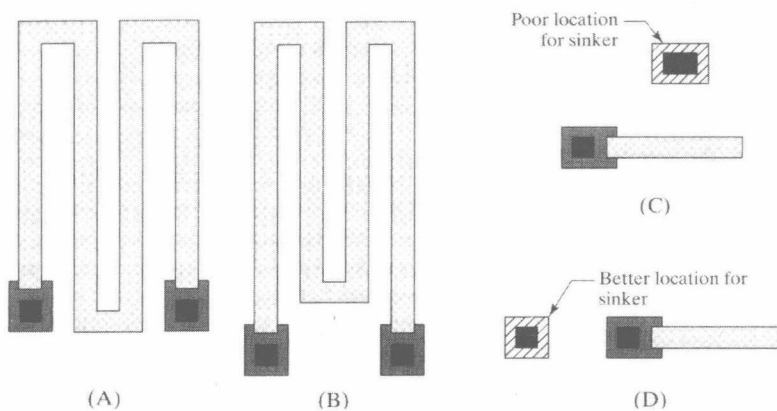 Poor location
for sinker
(C)
Better location for
sinker
(A)
(B)
(D)